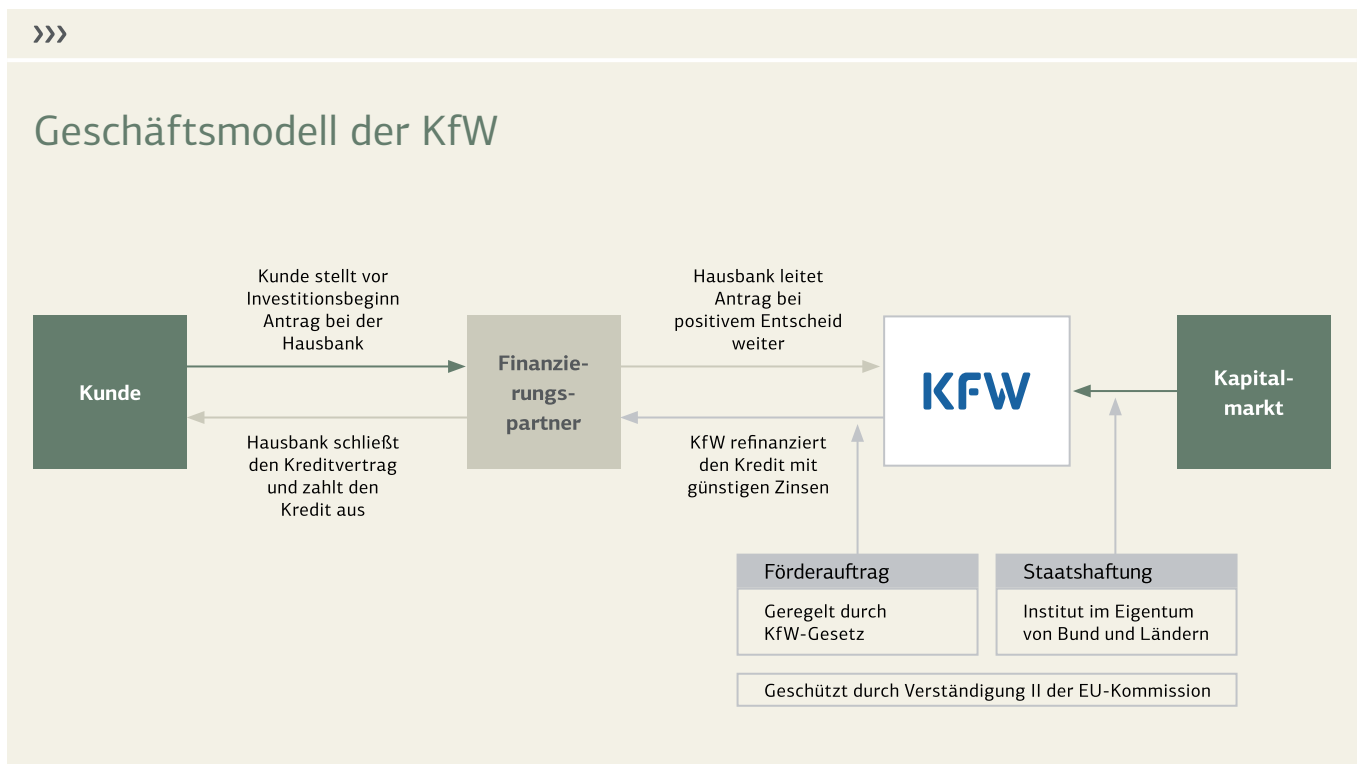 Geschäftsmodell der KfW
Kunde stellt vor
Investitionsbeginn
Antrag bei der
Hausbank
Hausbank leitet
Antrag bei
positivem Entscheid
weiter
Kunde
Finanzie-
rungs-
partner
KFW
Kapital-
markt
Hausbank schließt
den Kreditvertrag
und zahlt den
Kredit aus
KfW refinanziert
den Kredit mit
günstigen Zinsen
Förderauftrag
Geregelt durch
KfW-Gesetz
Staatshaftung
Institut im Eigentum
von Bund und Ländern
Geschützt durch Verständigung II der EU-Kommission